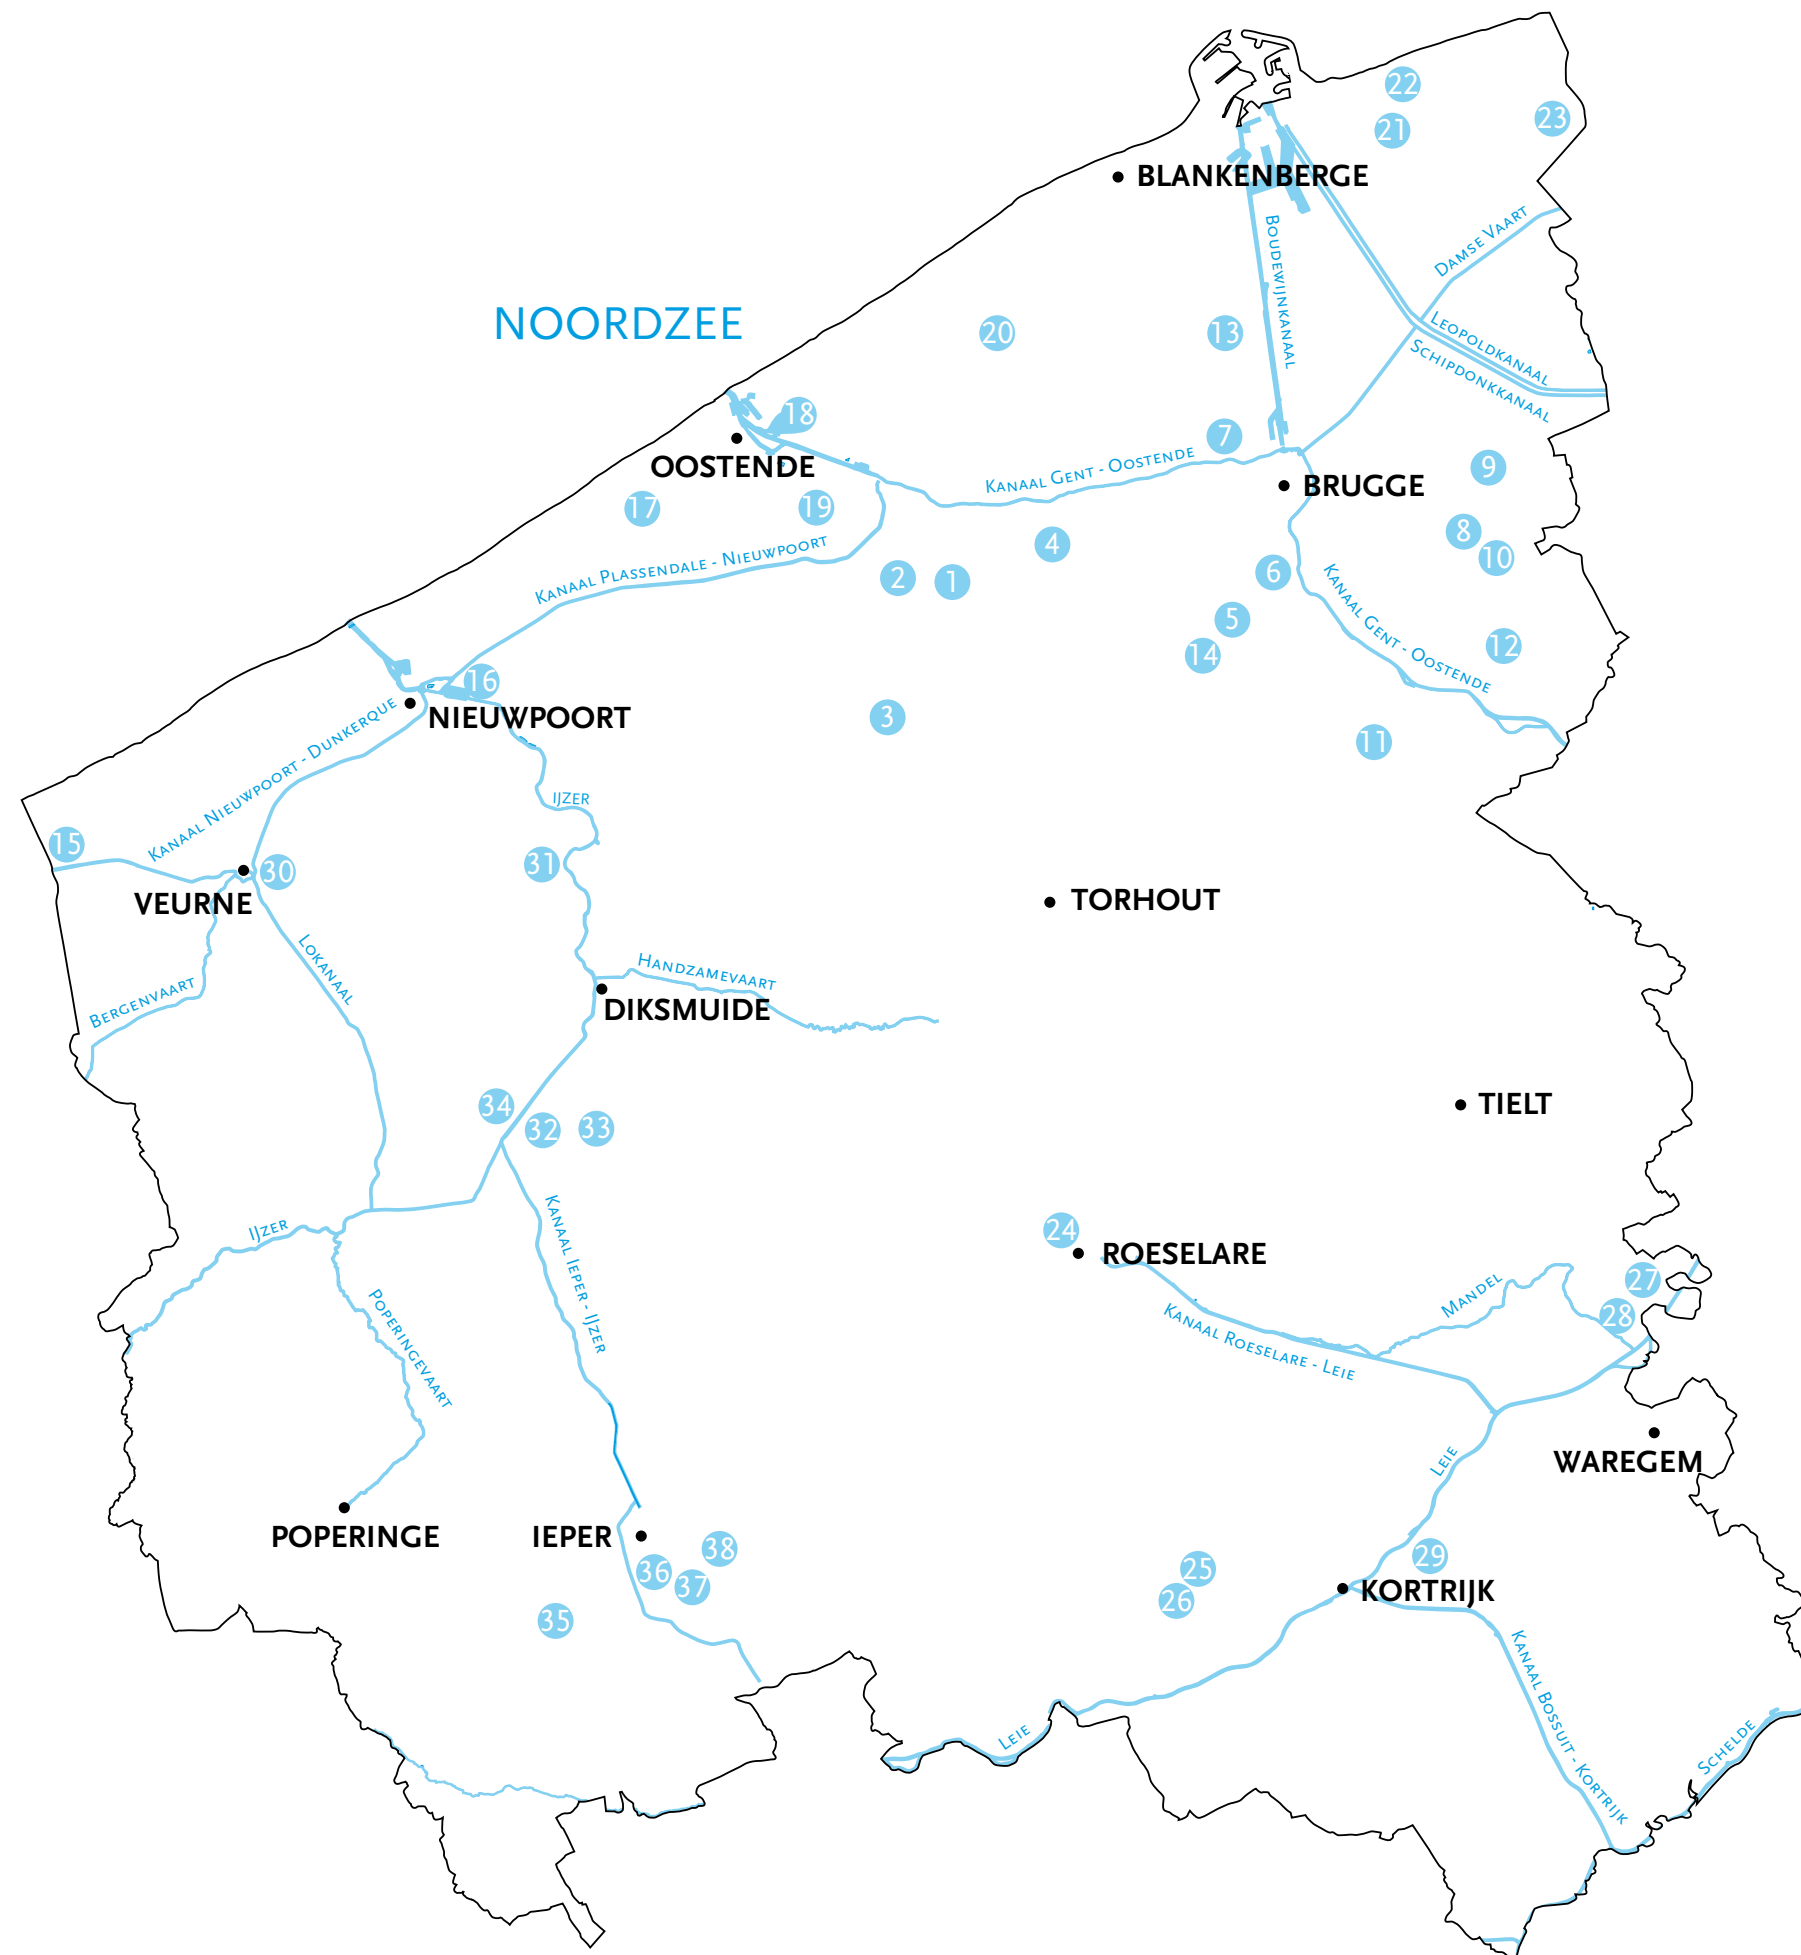 22
23
21
BLANKENBERGE
DAMSE VAART
BOUDEWIJNKANAAL
NOORDZEE
20
13
LEOPOLDKANAAL
SCHIPDONKKANAAL
18
7
OOSTENDE
KANAAL GENT - OOSTENDE
9
BRUGGE
17
19
8
4
10
KANAAL PLASSENDALE - NIEUWPOORT
2
1
6
KANAAL GENT - OOSTENDE
5
12
14
16
3
NIEUWPOORT
11
KANAAL NIEUWPOORT - DUNKERQUE
IJZER
15
31
30
VEURNE
TORHOUT
LOKANAAL
HANDZAMEVAART
BERGENVAART
DIKSMUIDE
34
32
33
TIELT
IJZER
KANAAL IEPER - IJZER
24
ROESELARE
27
MANDEL
28
POPERINGEVAART
KANAAL ROESELARE - LEIE
LEIE
WAREGEM
POPERINGE
IEPER
38
36
37
29
25
26
KORTRIJK
35
KANAAL BOSSUIT - KORTRIJK
LEIE
SCHELDE